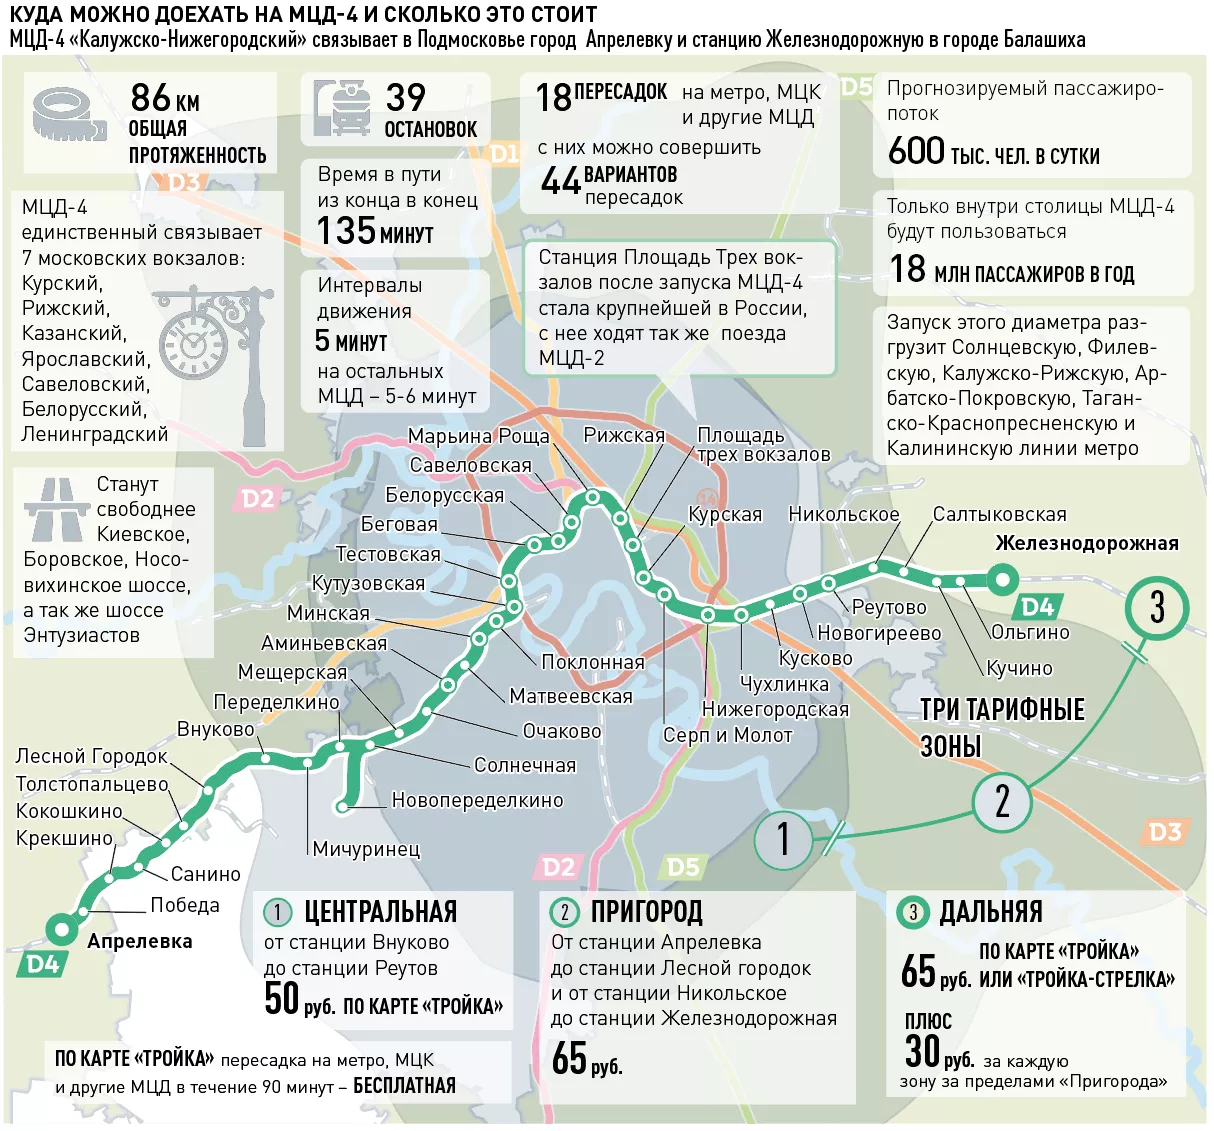 КУДА МОЖНО ДОЕХАТЬ НА МЦД-4 И СКОЛЬКО ЭТО СТОИТ
МЦД-4 «Калужско-Нижегородский» связывает в Подмосковье город Апрелевку и станцию Железнодорожную в городе Балашиха
86 КМ
ОБЩАЯ
ПРОТЯЖЕННОСТЬ
39
ОСТАНОВОК
18 ПЕРЕСАДОК на метро, МЦК
и другие МЦД
с них можно совершить
44 ВАРИАНТОВ
пересадок
D5
Прогнозируемый пассажиро-
поток
600 ТЫС. ЧЕЛ. В СУТКИ
D3
D1
МЦД-4
единственный связывает
7 московских вокзалов:
Курский,
Рижский,
Казанский,
Ярославский,
Савеловский,
Белорусский,
Ленинградский
Время в пути
из конца в конец
135 МИНУТ
Интервалы
движения
5 МИНУТ
на остальных
МЦД – 5-6 минут
Станция Площадь Трех вок-
залов после запуска МЦД-4
стала крупнейшей в России,
с нее ходят так же поезда
МЦД-2
Только внутри столицы МЦД-4
будут пользоваться
18 МЛН ПАССАЖИРОВ В ГОД
Запуск этого диаметра раз-
грузит Солнцевскую, Филев-
скую, Калужско-Рижскую, Ар-
батско-Покровскую, Таган-
ско-Краснопресненскую и
Калининскую линии метро
Станут
свободнее
Киевское,
Боровское, Носо-
вихинское шоссе,
а так же шоссе
Энтузиастов
D2
Марьина Роща
Рижская
Площадь
трех вокзалов
Савеловская
Белорусская
14
Беговая
Курская
Никольское
Салтыковская
Железнодорожная
Тестовская
Кутузовская
D4
3
Минская
Реутово
Ольгино
Аминьевская
Новогиреево
Поклонная
Кусково
Кучино
Мещерская
Чухлинка
Матвеевская
Переделкино
Нижегородская
ТРИ ТАРИФНЫЕ
ЗОНЫ
Внуково
Очаково
Серп и Молот
Лесной Городок
Солнечная
Толстопальцево
Новопеределкино
2
Кокошкино
Крекшино
1
D3
Мичуринец
Санино
D2
D5
Победа
Апрелевка
D4
1 ЦЕНТРАЛЬНАЯ
от станции Внуково
до станции Реутов
50 руб. ПО КАРТЕ «ТРОЙКА»
2 ПРИГОРОД
От станции Апрелевка
до станции Лесной городок
и от станции Никольское
до станции Железнодорожная
65 руб.
3 ДАЛЬНЯЯ
65 руб. ПО КАРТЕ «ТРОЙКА»
ИЛИ «ТРОЙКА-СТРЕЛКА»
ПЛЮС
30 руб. за каждую
зону за пределами «Пригорода»
ПО КАРТЕ «ТРОЙКА» пересадка на метро, МЦК
и другие МЦД в течение 90 минут – БЕСПЛАТНАЯ